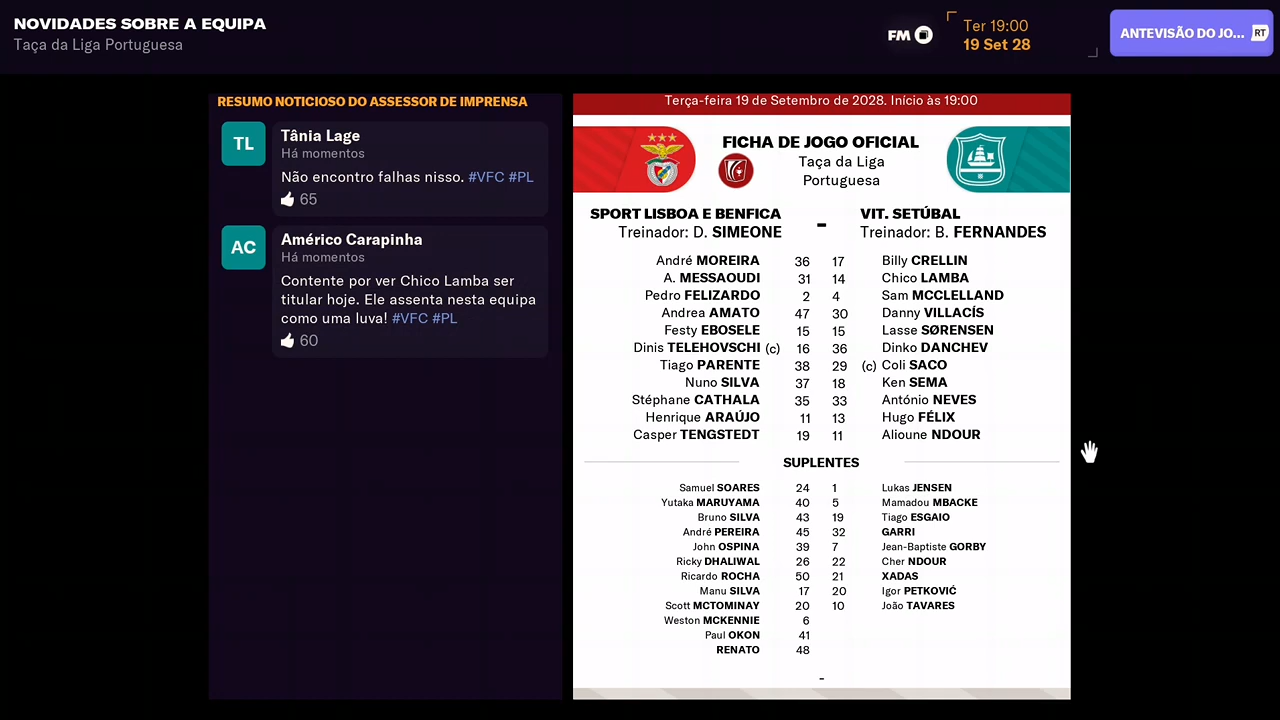 NOVIDADES SOBRE A EQUIPA
Taça da Liga Portuguesa
FM
Ter 19:00
19 Set 28
ANTEVISÃO DO JO... RT
RESUMO NOTICIOSO DO ASSESSOR DE IMPRENSA
TL
Tânia Lage
Há momentos
Não encontro falhas nisso. #VFC #PL
65
AC
Américo Carapinha
Há momentos
Contente por ver Chico Lamba ser
titular hoje. Ele assenta nesta equipa
como uma luva! #VFC #PL
60
Terça-feira 19 de Setembro de 2028. Início às 19:00
FICHA DE JOGO OFICIAL
Taça da Liga
Portuguesa
SPORT LISBOA E BENFICA - VIT. SETÚBAL
Treinador: D. SIMEONE Treinador: B. FERNANDES
André MOREIRA 36 17 Billy CRELLIN
A. MESSAOUDI 31 14 Chico LAMBA
Pedro FELIZARDO 2 4 Sam MCCLELLAND
Andrea AMATO 47 30 Danny VILLACÍS
Festy EBOSELE 15 15 Lasse SØRENSEN
Dinis TELEHOVSCHI (c) 16 36 Dinko DANCHEV
Tiago PARENTE 38 29 (c) Coli SACO
Nuno SILVA 37 18 Ken SEMA
Stéphane CATHALA 35 33 António NEVES
Henrique ARAÚJO 11 13 Hugo FÉLIX
Casper TENGSTEDT 19 11 Alioune NDOUR
SUPLENTES
Samuel SOARES 24 1 Lukas JENSEN
Yutaka MARUYAMA 40 5 Mamadou MBACKE
Bruno SILVA 43 19 Tiago ESGAIO
André PEREIRA 45 32 GARRI
John OSPINA 39 7 Jean-Baptiste GORBY
Ricky DHALIWAL 26 22 Cher NDOUR
Ricardo ROCHA 50 21 XADAS
Manu SILVA 17 20 Igor PETKOVIĆ
Scott MCTOMINAY 20 10 João TAVARES
Weston MCKENNIE 6
Paul OKON 41
RENATO 48
-